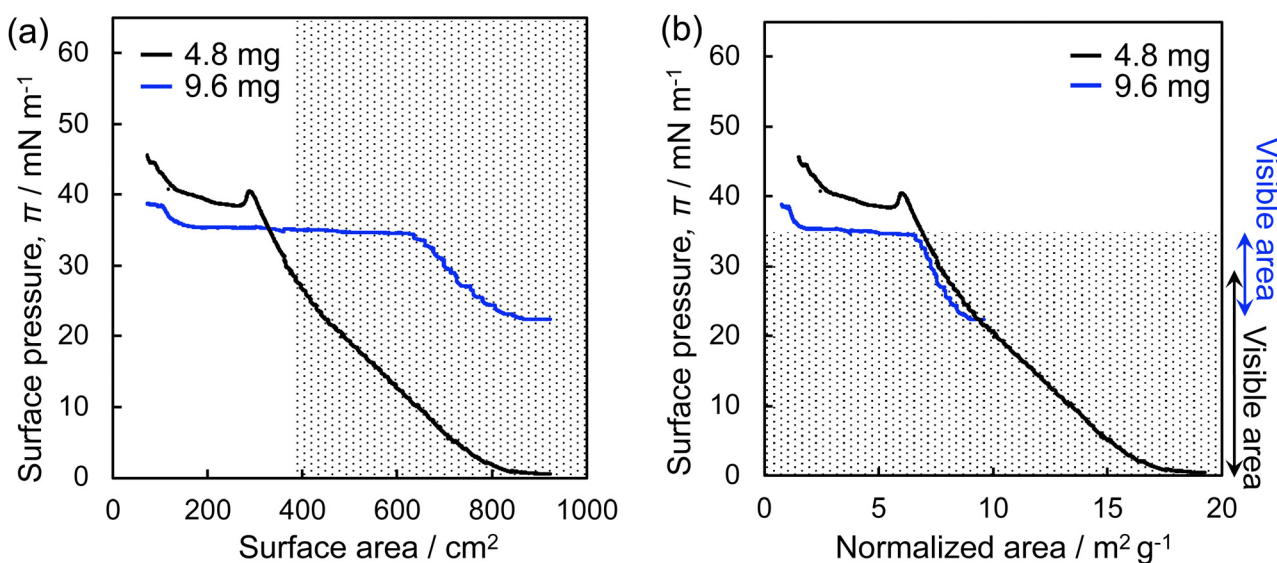 (a)
4.8 mg
9.6 mg
60
50
40
30
20
10
0
Surface pressure, π / mN m⁻¹
0
200
400
600
800
1000
Surface area / cm²
(b)
4.8 mg
9.6 mg
60
50
40
30
20
10
0
Surface pressure, π / mN m⁻¹
0
5
10
15
20
Normalized area / m² g⁻¹
Visible area
Visible area